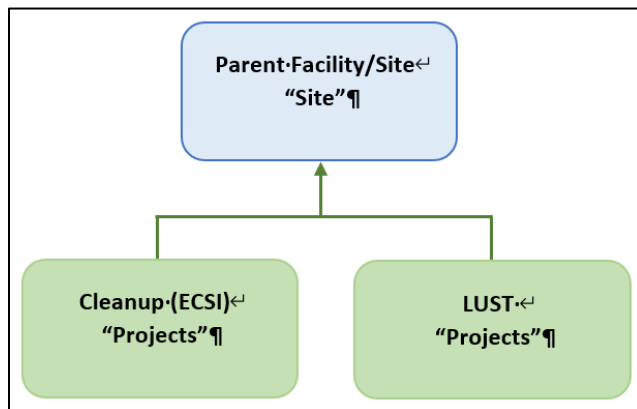 Parent·Facility/Site↵
“Site”¶
Cleanup·(ECSI)↵
“Projects”¶
LUST·↵
“Projects”¶